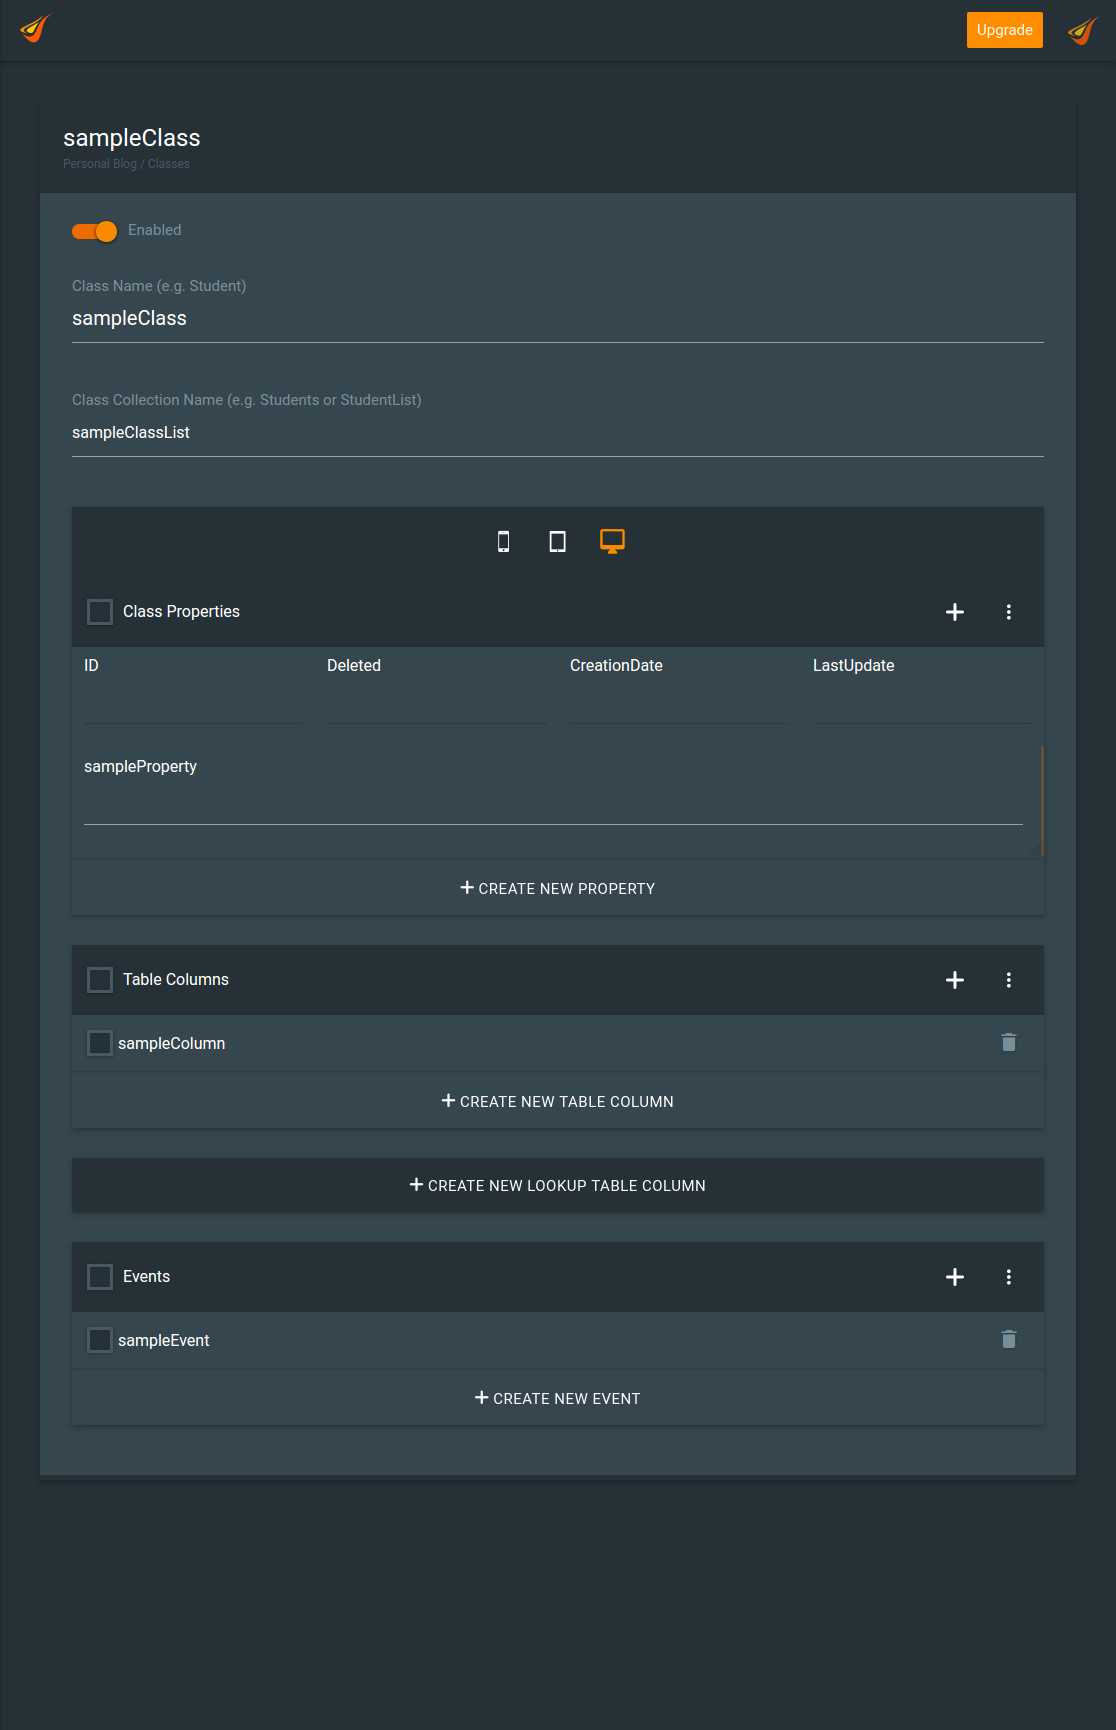 Upgrade
sampleClass
Personal Blog / Classes
Enabled
Class Name (e.g. Student)
sampleClass
Class Collection Name (e.g. Students or StudentList)
sampleClassList
Class Properties
ID Deleted CreationDate LastUpdate
sampleProperty
CREATE NEW PROPERTY
Table Columns
sampleColumn
CREATE NEW TABLE COLUMN
CREATE NEW LOOKUP TABLE COLUMN
Events
sampleEvent
CREATE NEW EVENT